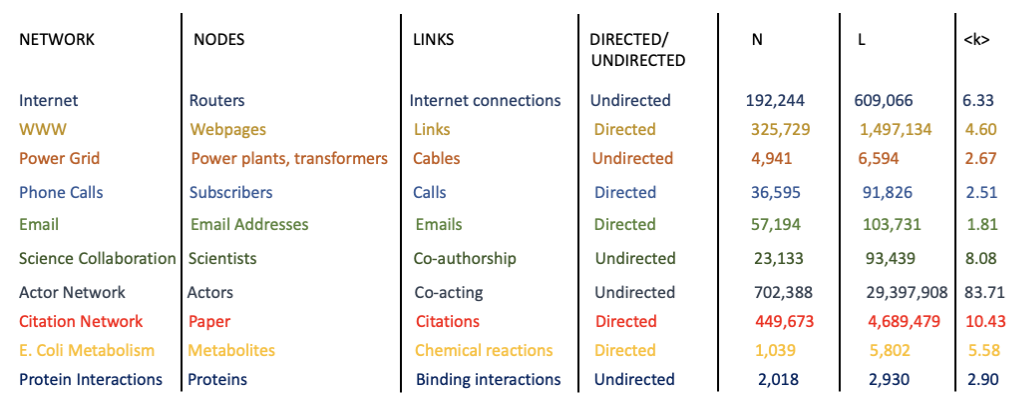 NETWORK NODES LINKS DIRECTED/ UNDIRECTED N L <k>
Internet Routers Internet connections Undirected 192,244 609,066 6.33
WWW Webpages Links Directed 325,729 1,497,134 4.60
Power Grid Power plants, transformers Cables Undirected 4,941 6,594 2.67
Phone Calls Subscribers Calls Directed 36,595 91,826 2.51
Email Email Addresses Emails Directed 57,194 103,731 1.81
Science Collaboration Scientists Co-authorship Undirected 23,133 93,439 8.08
Actor Network Actors Co-acting Undirected 702,388 29,397,908 83.71
Citation Network Paper Citations Directed 449,673 4,689,479 10.43
E. Coli Metabolism Metabolites Chemical reactions Directed 1,039 5,802 5.58
Protein Interactions Proteins Binding interactions Undirected 2,018 2,930 2.90